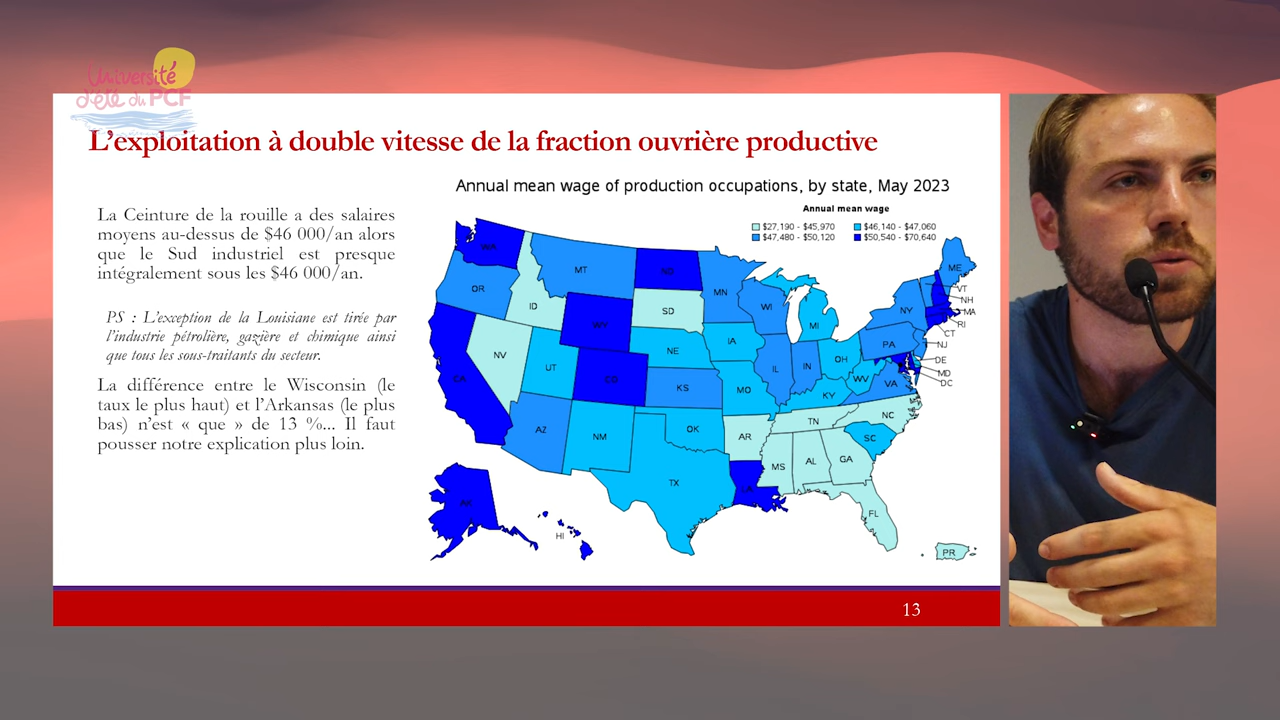 Université
d'été du PCF
L'exploitation à double vitesse de la fraction ouvrière productive
La Ceinture de la rouille a des salaires
moyens au-dessus de $46 000/an alors
que le Sud industriel est presque
intégralement sous les $46 000/an.
PS : L'exception de la Louisiane est tirée par
l'industrie pétrolière, gazière et chimique ainsi
que tous les sous-traitants du secteur.
La différence entre le Wisconsin (le
taux le plus haut) et l'Arkansas (le plus
bas) n'est « que » de 13 %... Il faut
pousser notre explication plus loin.
Annual mean wage of production occupations, by state, May 2023
Annual mean wage
$27,190 - $45,970
$46,140 - $47,060
$47,480 - $50,120
$50,540 - $70,640
WA
MT
ND
MN
ME
OR
ID
WY
SD
WI
MI
NY
VT
NH
MA
RI
CT
NV
UT
CO
NE
IA
IL
IN
OH
PA
NJ
DE
MD
DC
CA
KS
MO
KY
WV
VA
AZ
NM
OK
AR
TN
NC
SC
TX
LA
MS
AL
GA
FL
AK
HI
PR
13